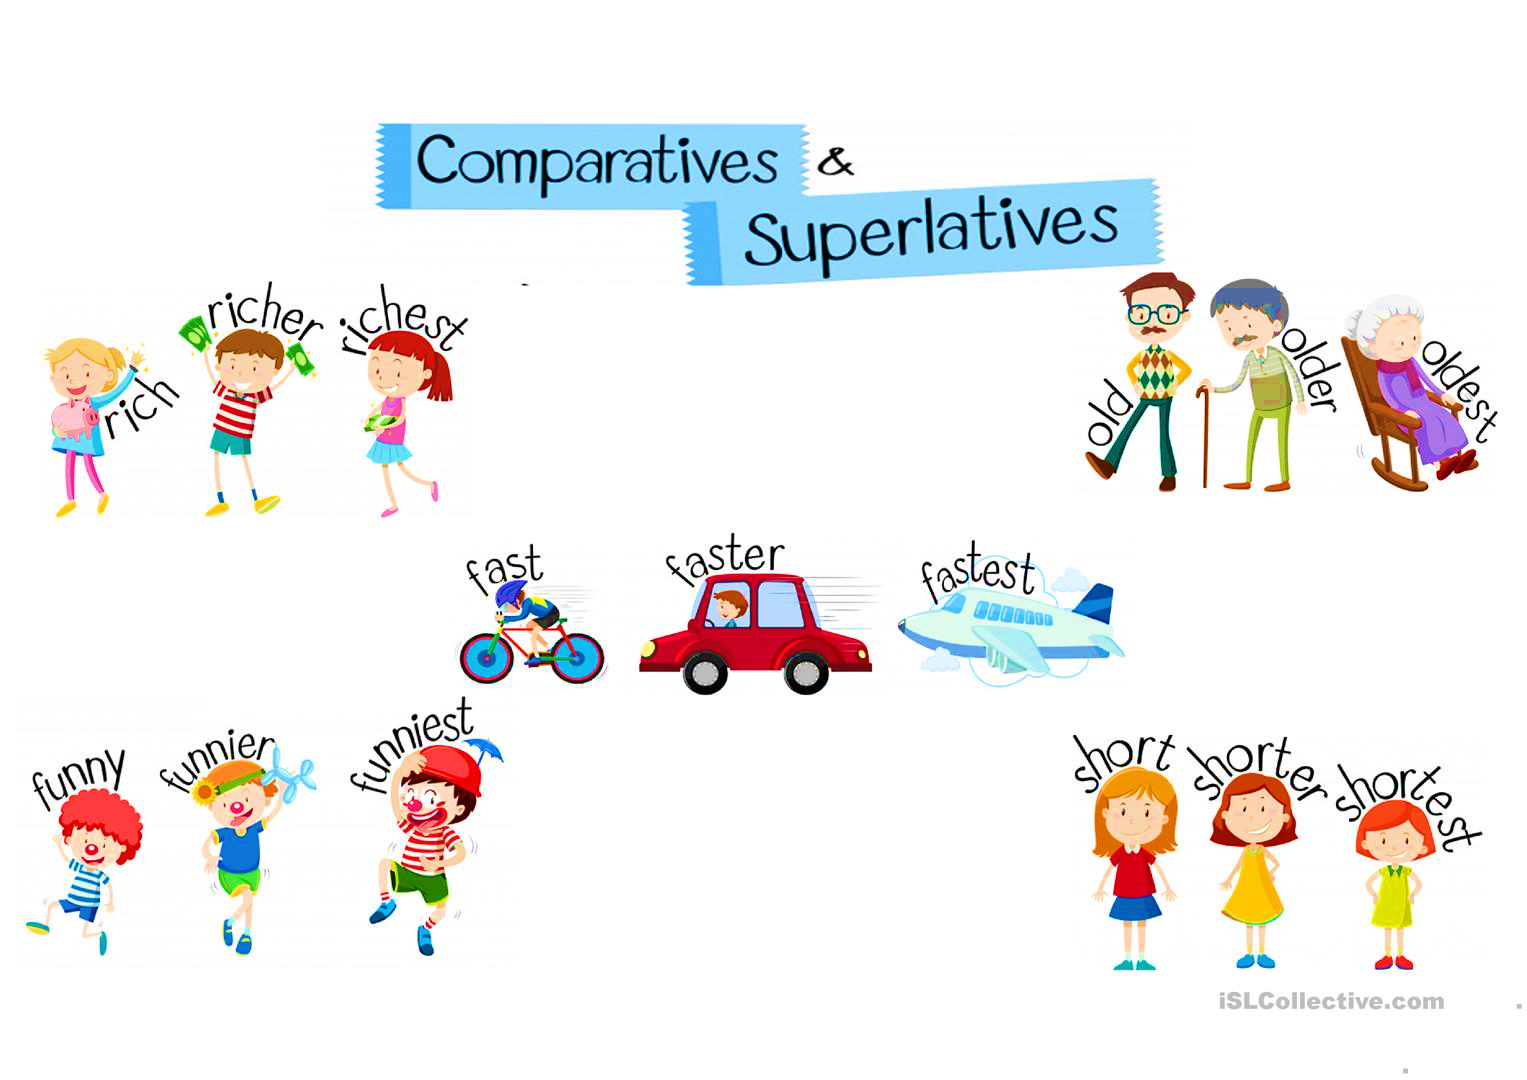 Comparatives &
Superlatives
rich
richer
richest
old
older
oldest
fast
faster
fastest
funny
funnier
funniest
short
shorter
shortest
iSLCollective.com